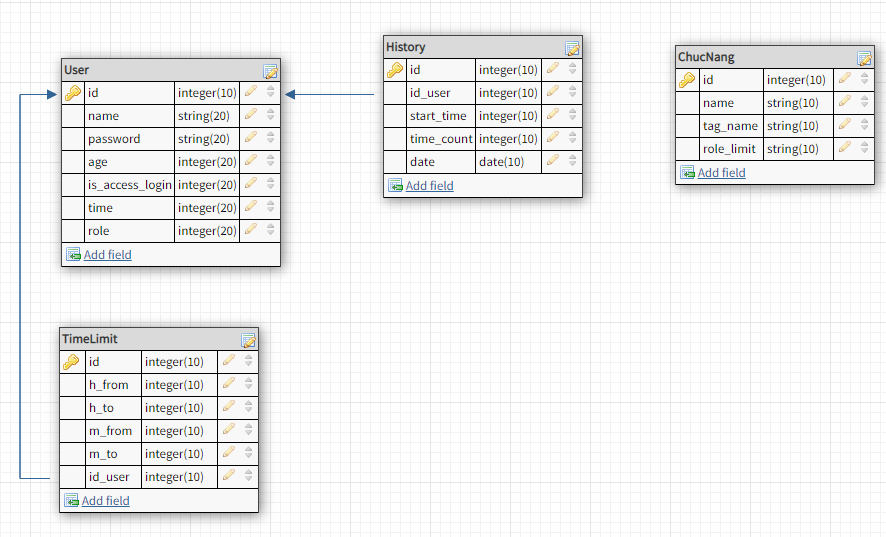 User
id integer(10)
name string(20)
password string(20)
age integer(20)
is_access_login integer(20)
time integer(20)
role integer(20)
Add field
History
id integer(10)
id_user integer(10)
start_time integer(10)
time_count integer(10)
date date(10)
Add field
ChucNang
id integer(10)
name string(10)
tag_name string(10)
role_limit string(10)
Add field
TimeLimit
id integer(10)
h_from integer(10)
h_to integer(10)
m_from integer(10)
m_to integer(10)
id_user integer(10)
Add field